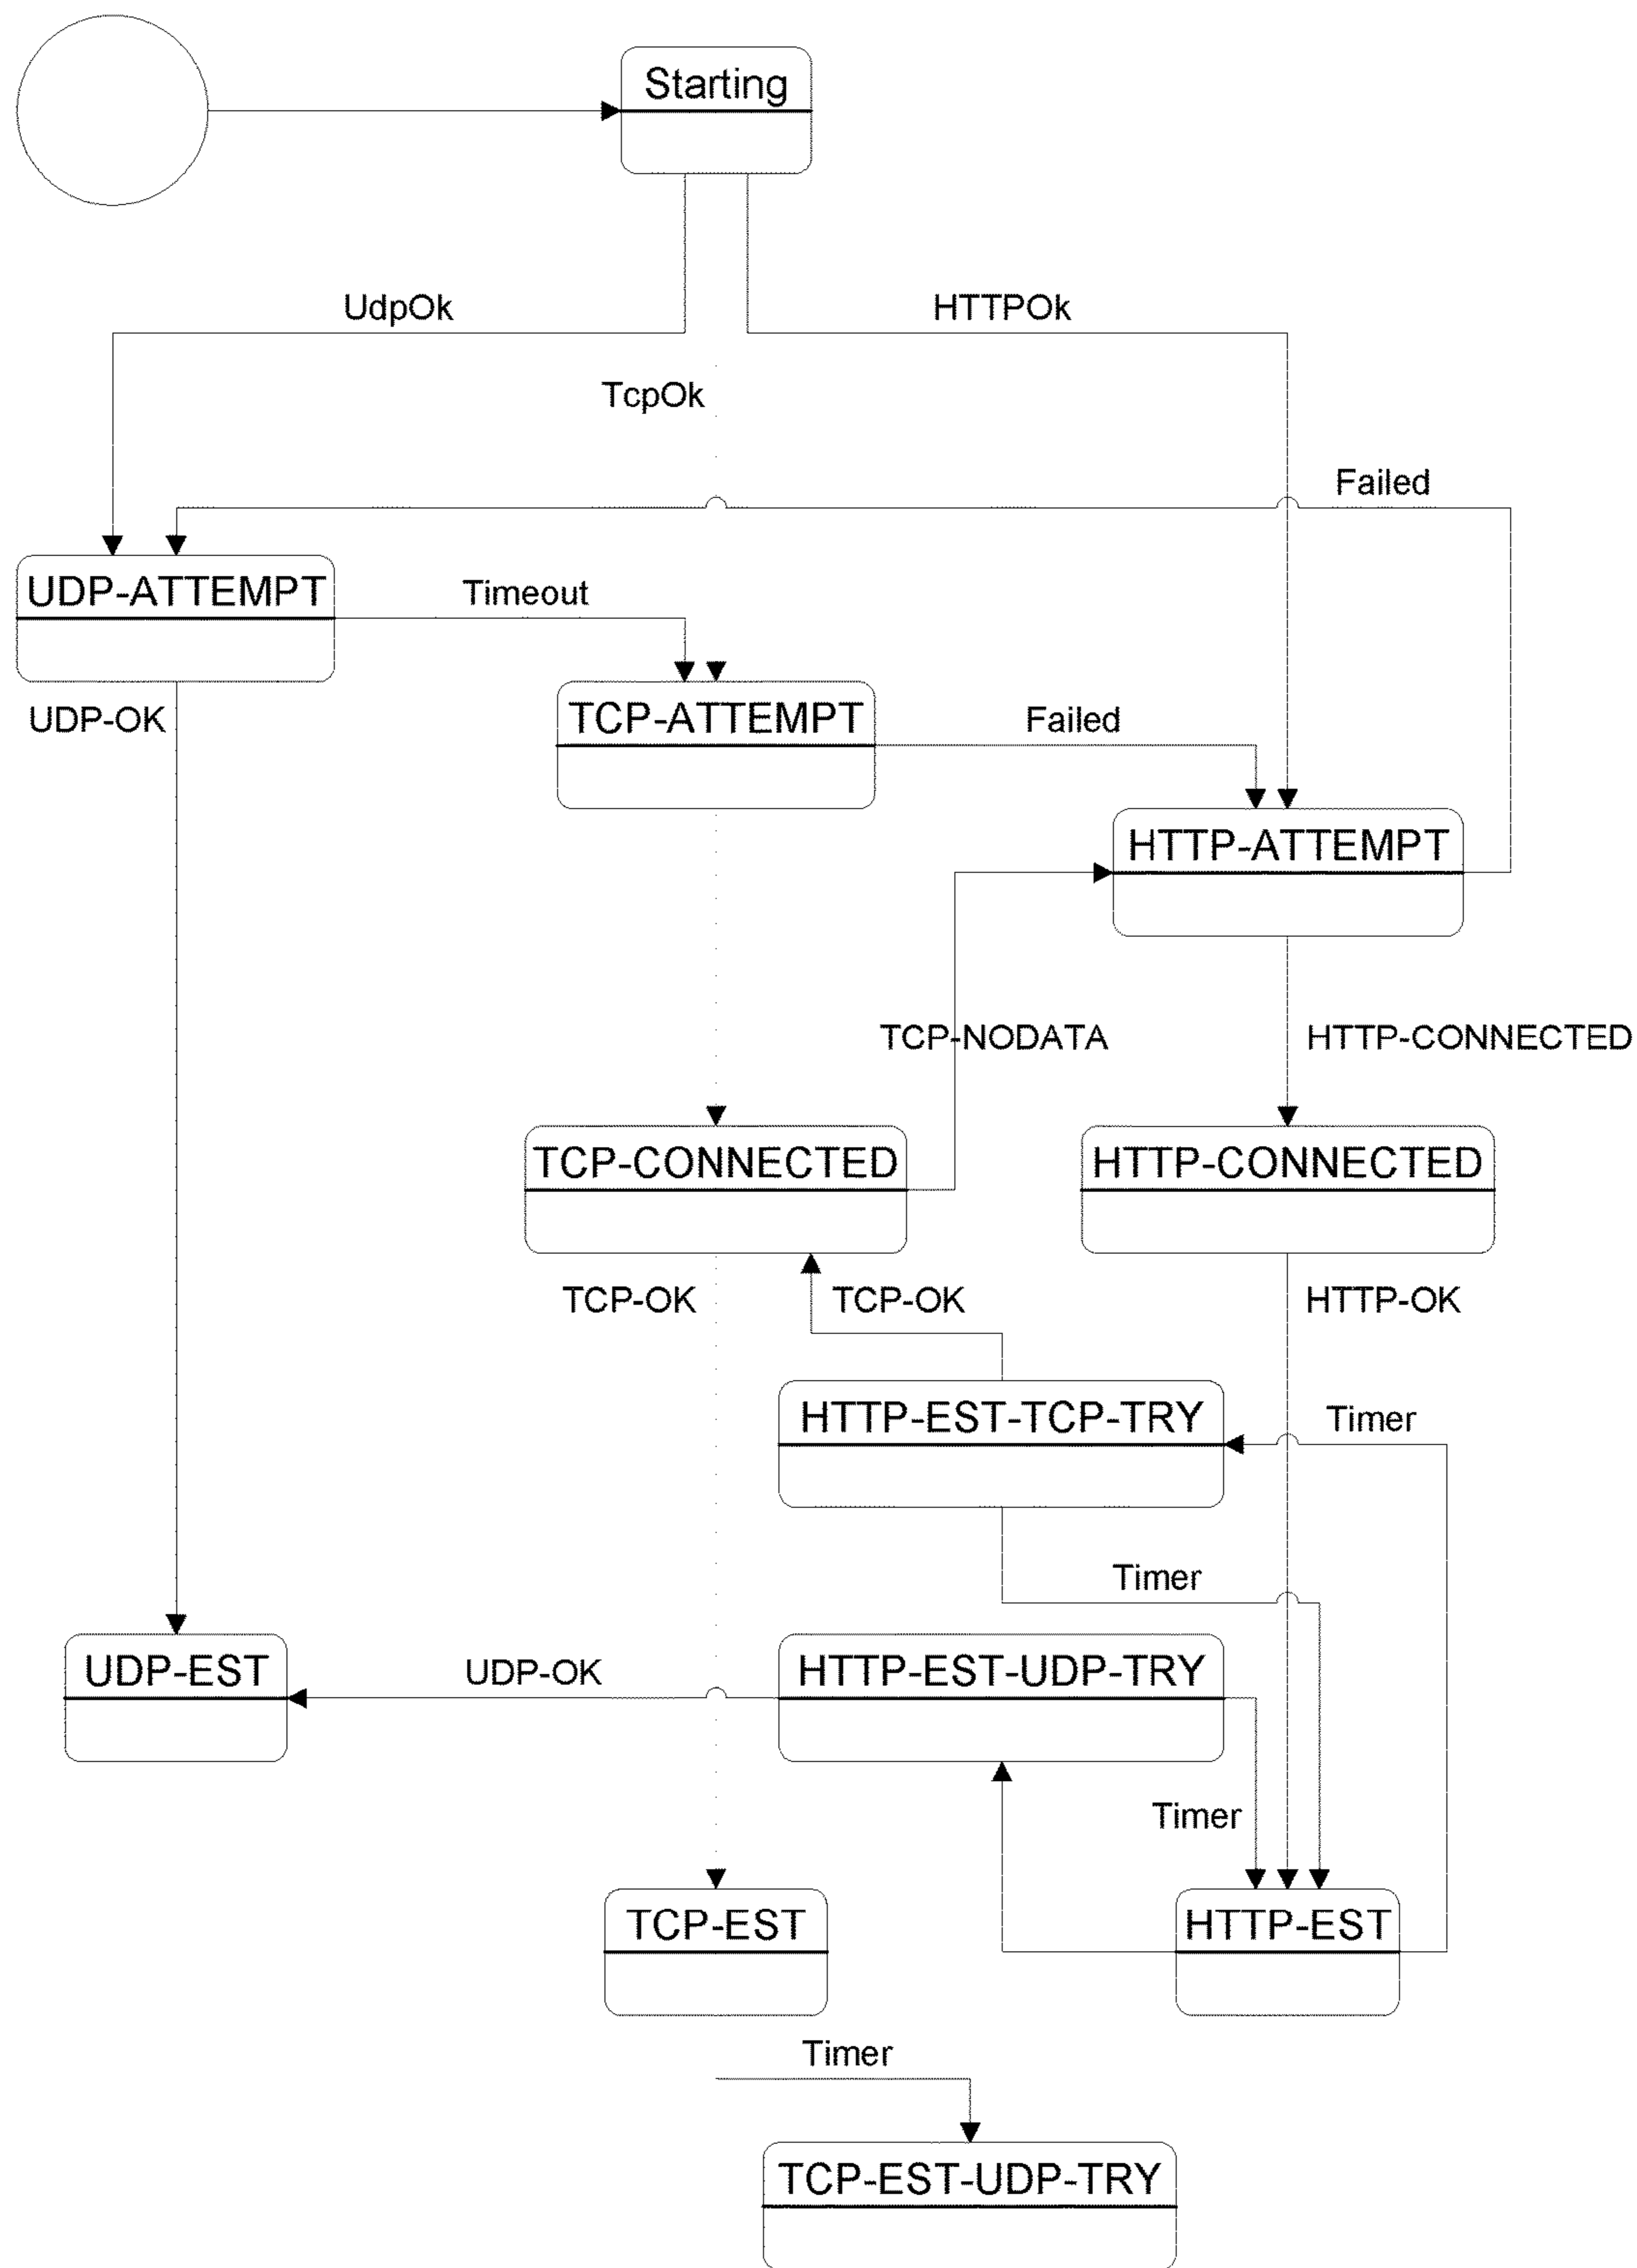 Starting
UdpOk
HTTPOk
TcpOk
Failed
UDP-ATTEMPT
Timeout
TCP-ATTEMPT
Failed
UDP-OK
HTTP-ATTEMPT
TCP-NODATA
HTTP-CONNECTED
TCP-CONNECTED
HTTP-CONNECTED
TCP-OK
TCP-OK
HTTP-OK
HTTP-EST-TCP-TRY
Timer
Timer
UDP-EST
UDP-OK
HTTP-EST-UDP-TRY
Timer
TCP-EST
HTTP-EST
Timer
TCP-EST-UDP-TRY